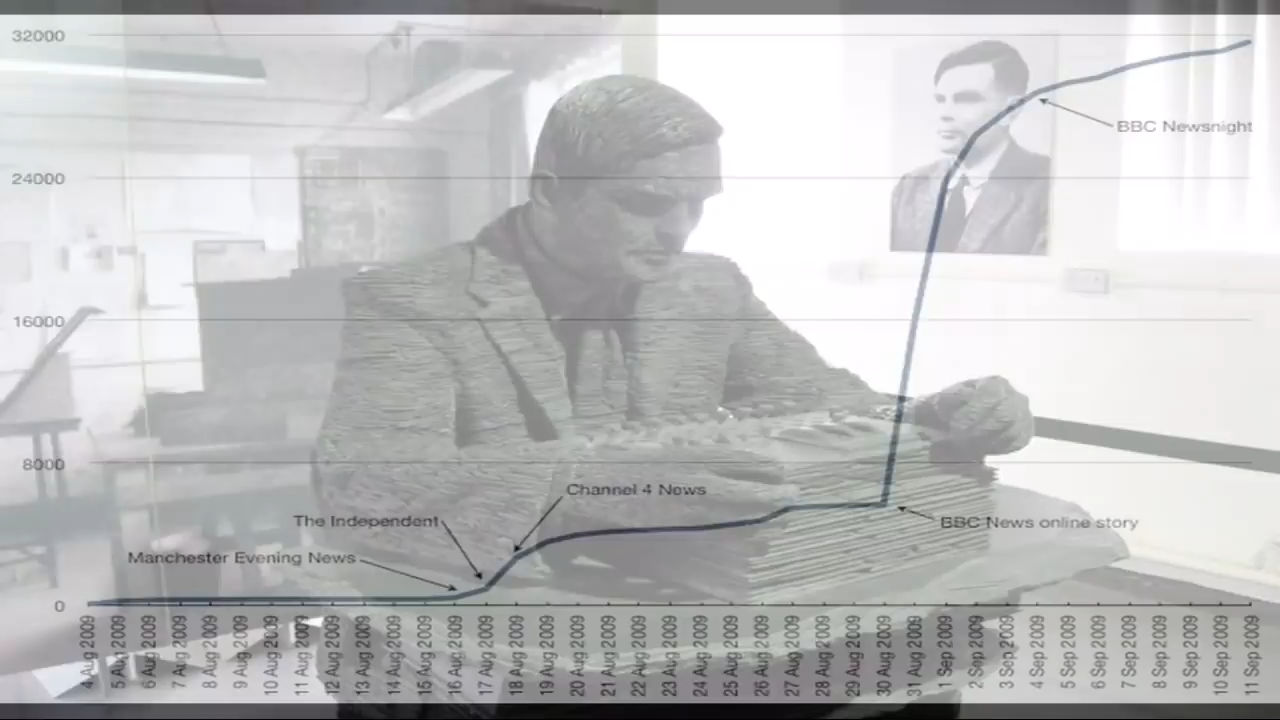 32000
BBC Newsnight
24000
16000
8000
Channel 4 News
The Independent
BBC News online story
Manchester Evening News
0
4 Aug 2009
5 Aug 2009
6 Aug 2009
7 Aug 2009
8 Aug 2009
9 Aug 2009
10 Aug 2009
11 Aug 2009
12 Aug 2009
13 Aug 2009
14 Aug 2009
15 Aug 2009
16 Aug 2009
17 Aug 2009
18 Aug 2009
19 Aug 2009
20 Aug 2009
21 Aug 2009
22 Aug 2009
23 Aug 2009
24 Aug 2009
25 Aug 2009
26 Aug 2009
27 Aug 2009
28 Aug 2009
29 Aug 2009
30 Aug 2009
31 Aug 2009
1 Sep 2009
2 Sep 2009
3 Sep 2009
4 Sep 2009
5 Sep 2009
6 Sep 2009
7 Sep 2009
8 Sep 2009
9 Sep 2009
10 Sep 2009
11 Sep 2009